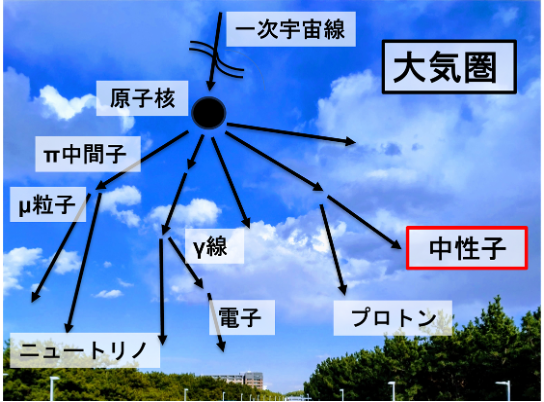 一次宇宙線
大気圏
原子核
π中間子
μ粒子
γ線
中性子
電子
プロトン
ニュートリノ